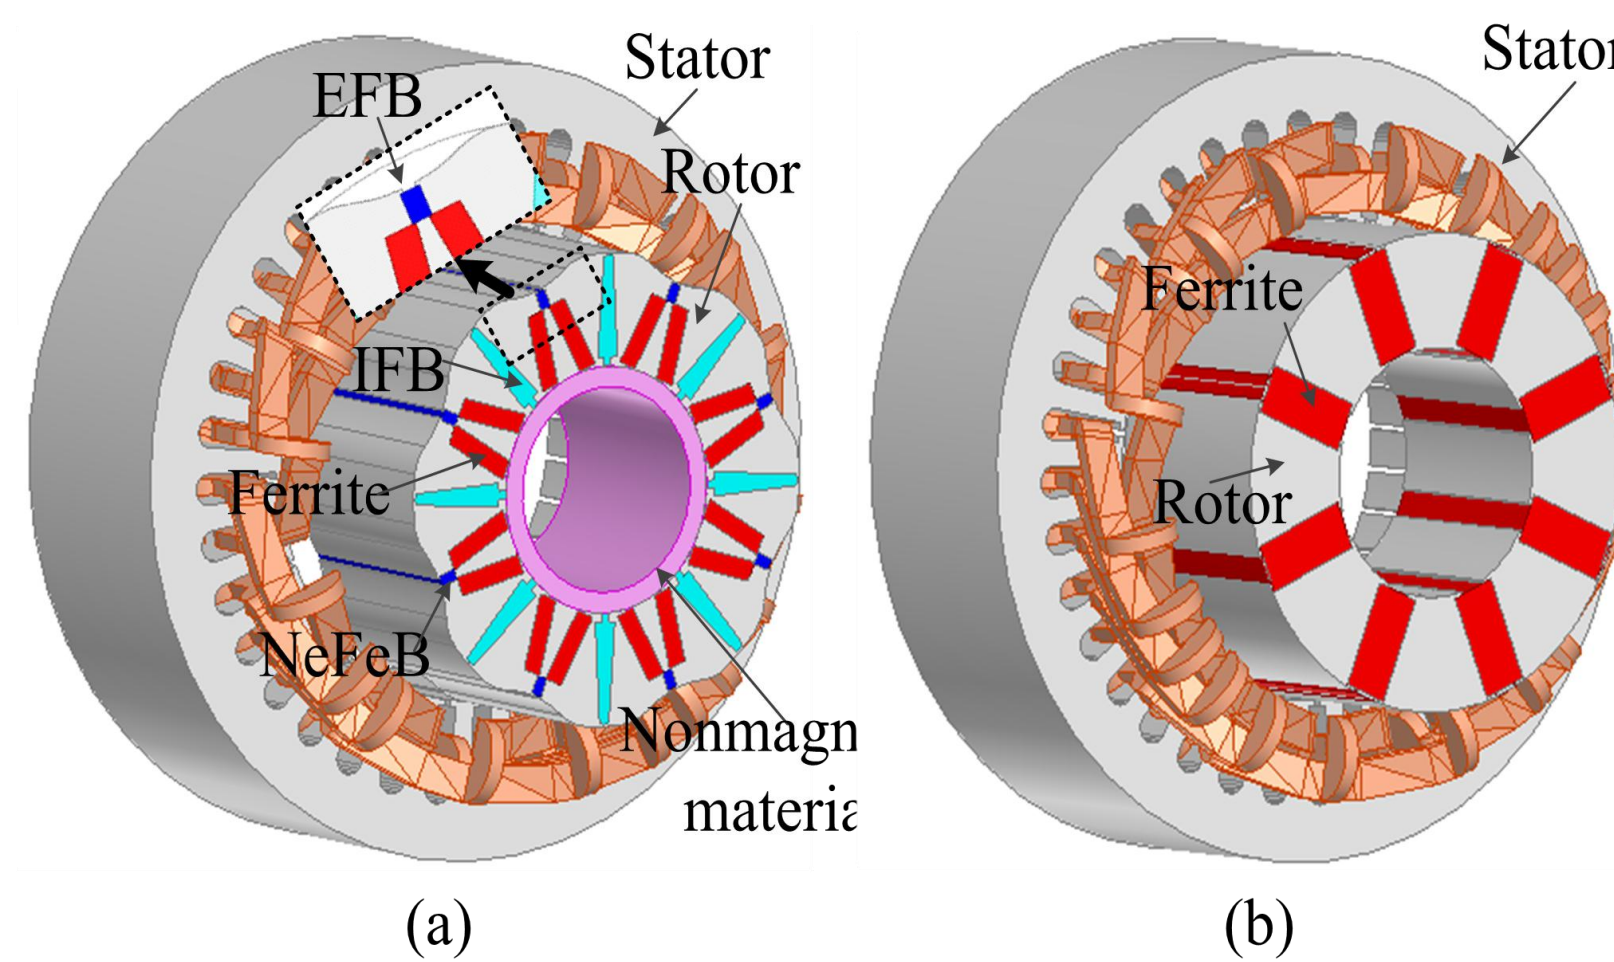 EFB
Stator
Rotor
IFB
Ferrite
NeFeB
Nonmagn
materia
(a)
Stator
Ferrite
Rotor
(b)